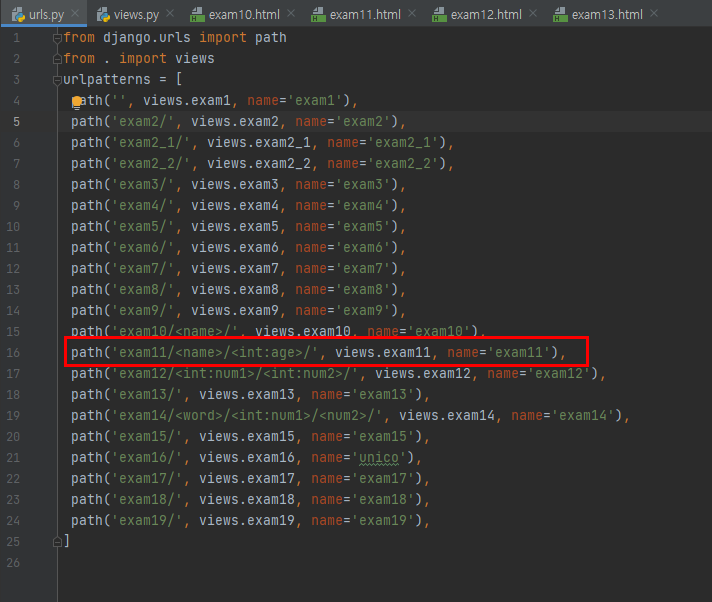 urls.py views.py exam10.html exam11.html exam12.html exam13.html
1 from django.urls import path
2 from . import views
3 urlpatterns = [
4 path('', views.exam1, name='exam1'),
5 path('exam2/', views.exam2, name='exam2'),
6 path('exam2_1/', views.exam2_1, name='exam2_1'),
7 path('exam2_2/', views.exam2_2, name='exam2_2'),
8 path('exam3/', views.exam3, name='exam3'),
9 path('exam4/', views.exam4, name='exam4'),
10 path('exam5/', views.exam5, name='exam5'),
11 path('exam6/', views.exam6, name='exam6'),
12 path('exam7/', views.exam7, name='exam7'),
13 path('exam8/', views.exam8, name='exam8'),
14 path('exam9/', views.exam9, name='exam9'),
15 path('exam10/<name>/', views.exam10, name='exam10'),
16 path('exam11/<name>/<int:age>/', views.exam11, name='exam11'),
17 path('exam12/<int:num1>/<int:num2>/', views.exam12, name='exam12'),
18 path('exam13/', views.exam13, name='exam13'),
19 path('exam14/<word>/<int:num1>/<num2>/', views.exam14, name='exam14'),
20 path('exam15/', views.exam15, name='exam15'),
21 path('exam16/', views.exam16, name='unico'),
22 path('exam17/', views.exam17, name='exam17'),
23 path('exam18/', views.exam18, name='exam18'),
24 path('exam19/', views.exam19, name='exam19'),
25 ]
26